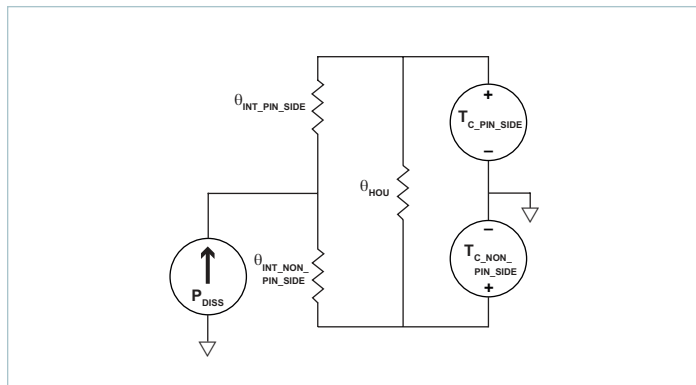 θINT_PIN_SIDE
+
TC_PIN_SIDE
–
θHOU
–
TC_NON_
PIN_SIDE
+
θINT_NON_
PIN_SIDE
PDISS